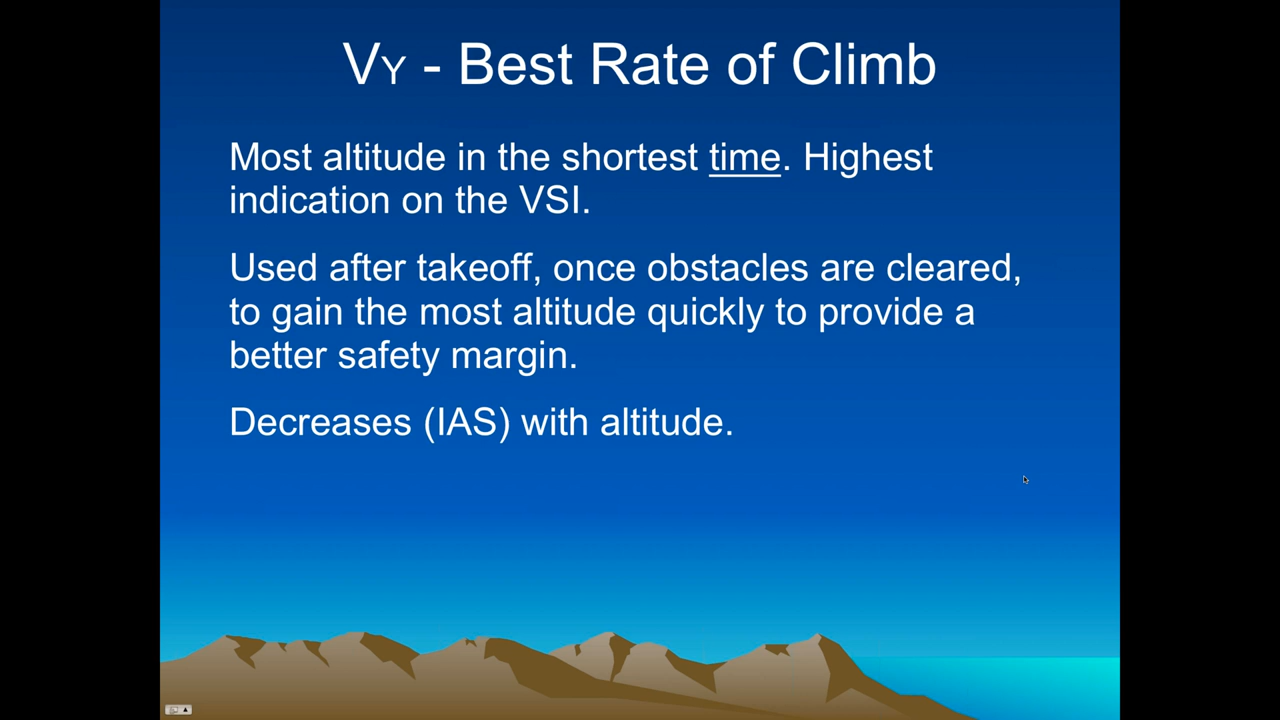 VY - Best Rate of Climb
Most altitude in the shortest time. Highest
indication on the VSI.
Used after takeoff, once obstacles are cleared,
to gain the most altitude quickly to provide a
better safety margin.
Decreases (IAS) with altitude.